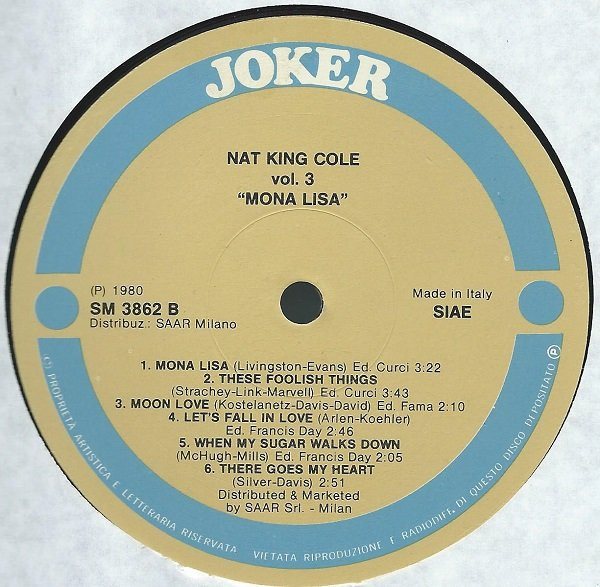 JOKER
NAT KING COLE
vol. 3
“MONA LISA”
(P) 1980
SM 3862 B
Distribuz.: SAAR Milano
Made in Italy
SIAE
1. MONA LISA (Livingston-Evans) Ed. Curci 3:22
2. THESE FOOLISH THINGS
(Strachey-Link-Marvell) Ed. Curci 3:43
3. MOON LOVE (Kostelanetz-Davis-David) Ed. Fama 2:10
4. LET'S FALL IN LOVE (Arlen-Koehler)
Ed. Francis Day 2:46
5. WHEN MY SUGAR WALKS DOWN
(McHugh-Mills) Ed. Francis Day 2:05
6. THERE GOES MY HEART
(Silver-Davis) 2:51
Distributed & Marketed
by SAAR Srl. - Milan
(C) PROPRIETÀ ARTISTICA E LETTERARIA RISERVATA VIETATA RIPRODUZIONE E RADIODIFF. DI QUESTO DISCO DEPOSITATO Ⓟ